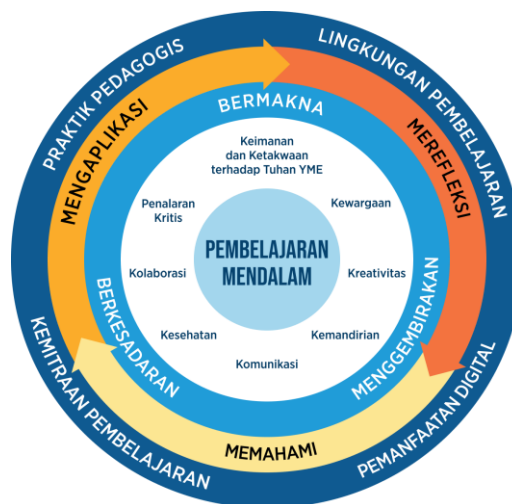 PRAKTIK PEDAGOGIS
LINGKUNGAN PEMBELAJARAN
MENGAPLIKASI
MEREFLEKSI
BERMAKNA
Keimanan
dan Ketakwaan
terhadap Tuhan YME
Penalaran
Kritis
Kewargaan
PEMBELAJARAN
MENDALAM
Kolaborasi
Kreativitas
Kesehatan
Kemandirian
Komunikasi
BERKESADARAN
MENGGEMBIRAKAN
MEMAHAMI
KEMITRAAN PEMBELAJARAN
PEMANFAATAN DIGITAL